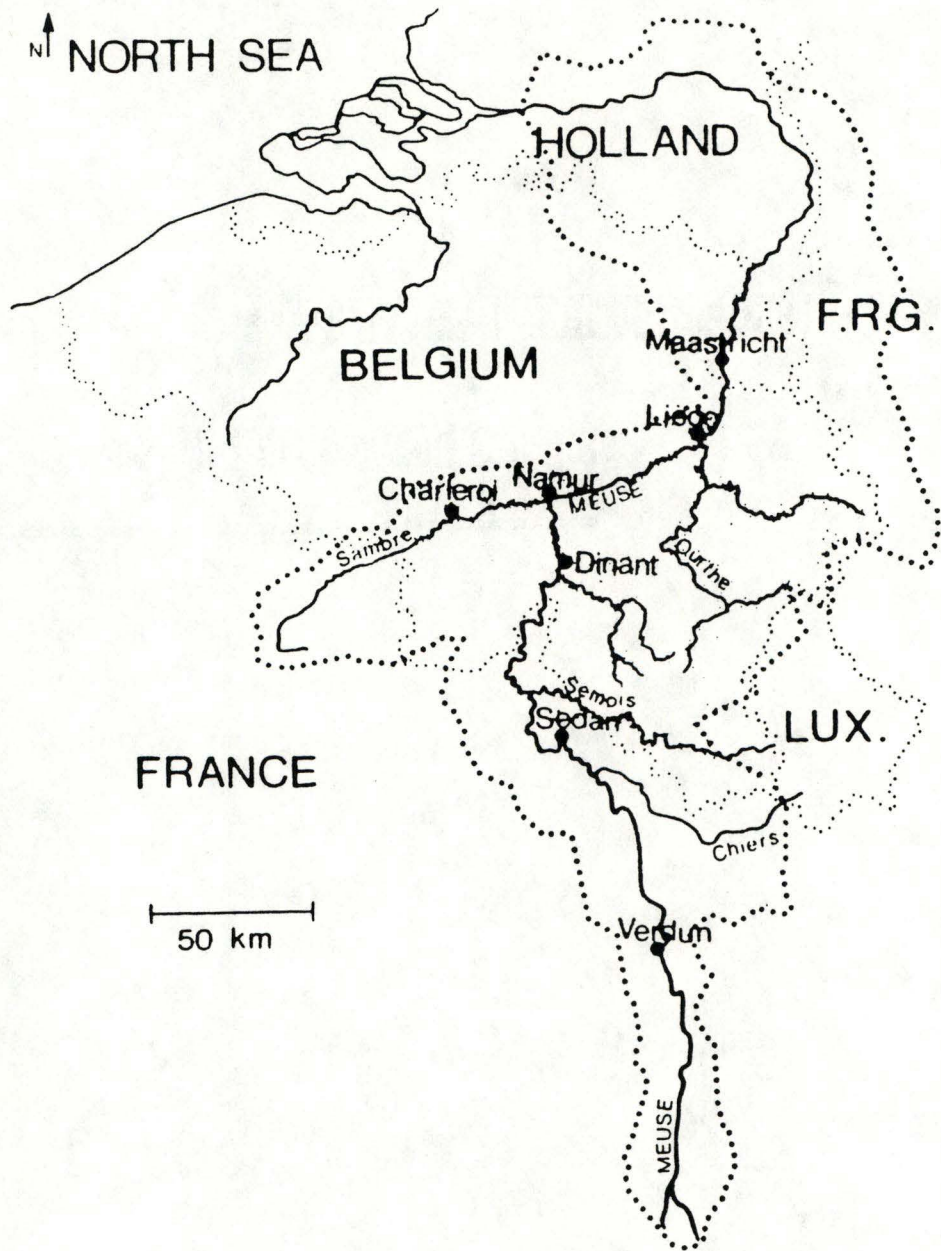 N
NORTH SEA
HOLLAND
F.R.G.
Maastricht
BELGIUM
Namur
Charleroi
MEUSE
Sambre
Ourthe
Dinant
Semois
Sedan
LUX.
FRANCE
Chiers
50 km
Verdun
MEUSE